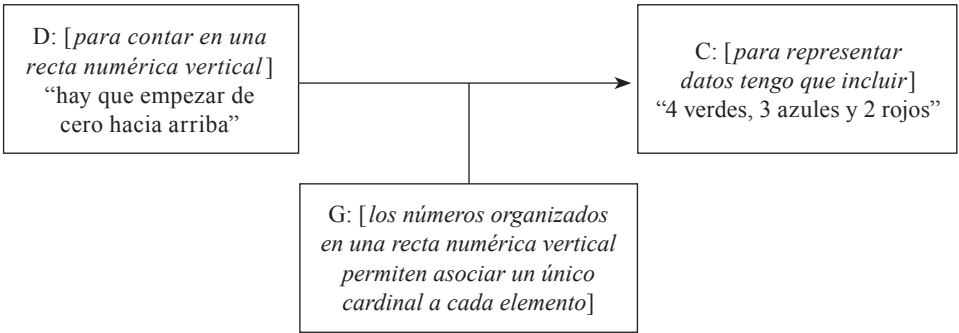 D: [para contar en una
recta numérica vertical]
“hay que empezar de
cero hacia arriba”
C: [para representar
datos tengo que incluir]
“4 verdes, 3 azules y 2 rojos”
G: [los números organizados
en una recta numérica vertical
permiten asociar un único
cardinal a cada elemento]